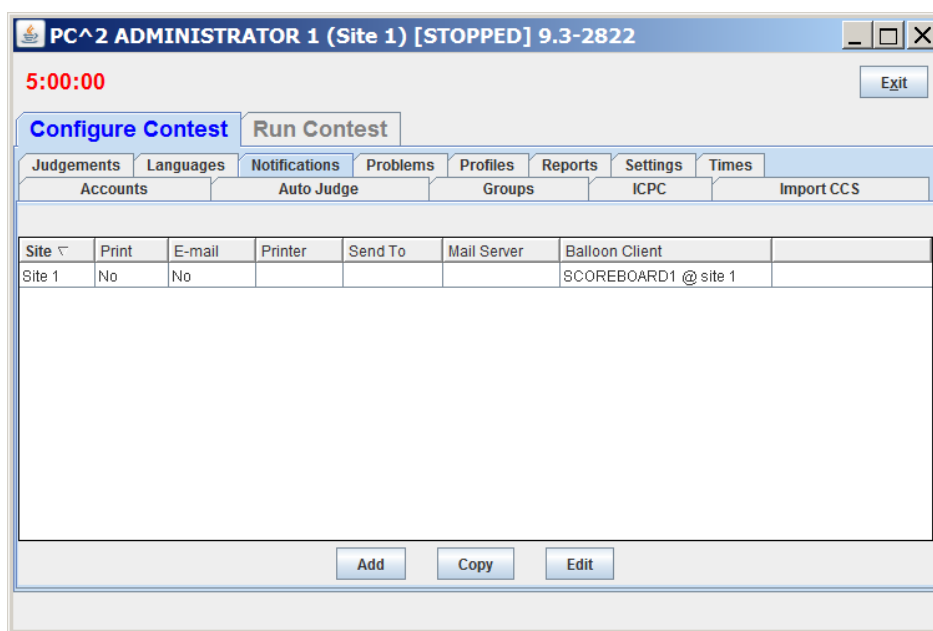 PC^2 ADMINISTRATOR 1 (Site 1) [STOPPED] 9.3-2822
5:00:00 Exit
Configure Contest Run Contest
Judgements Languages Notifications Problems Profiles Reports Settings Times
Accounts Auto Judge Groups ICPC Import CCS
Site Print E-mail Printer Send To Mail Server Balloon Client
Site 1 No No SCOREBOARD1 @ site 1
Add Copy Edit